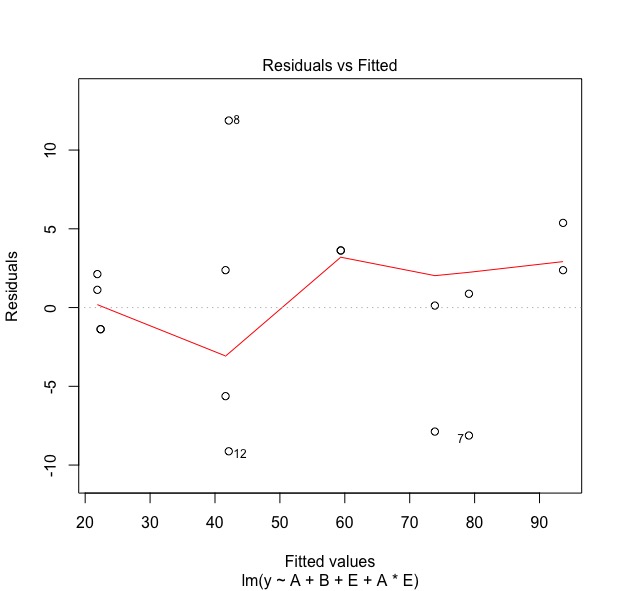 Residuals vs Fitted
Residuals
10
5
0
-5
-10
8
7
12
20 30 40 50 60 70 80 90
Fitted values
lm(y ~ A + B + E + A * E)